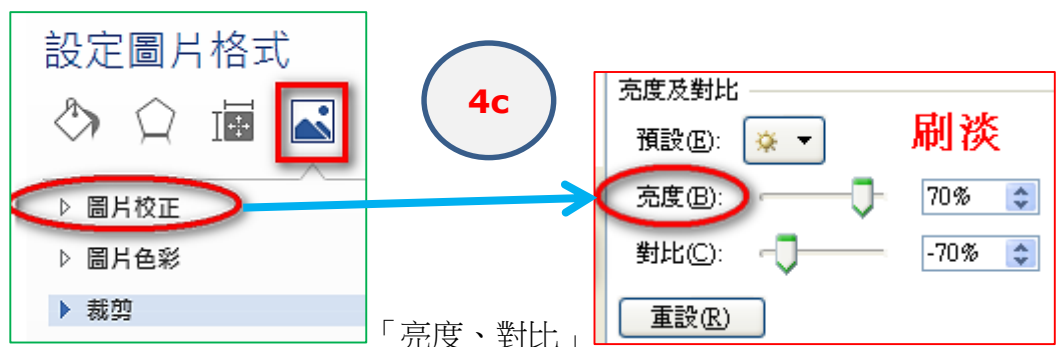 設定圖片格式
圖片校正
圖片色彩
裁剪
4c
「亮度、對比」
亮度及對比
預設(E):
刷淡
亮度(B):
70%
對比(C):
-70%
重設(R)